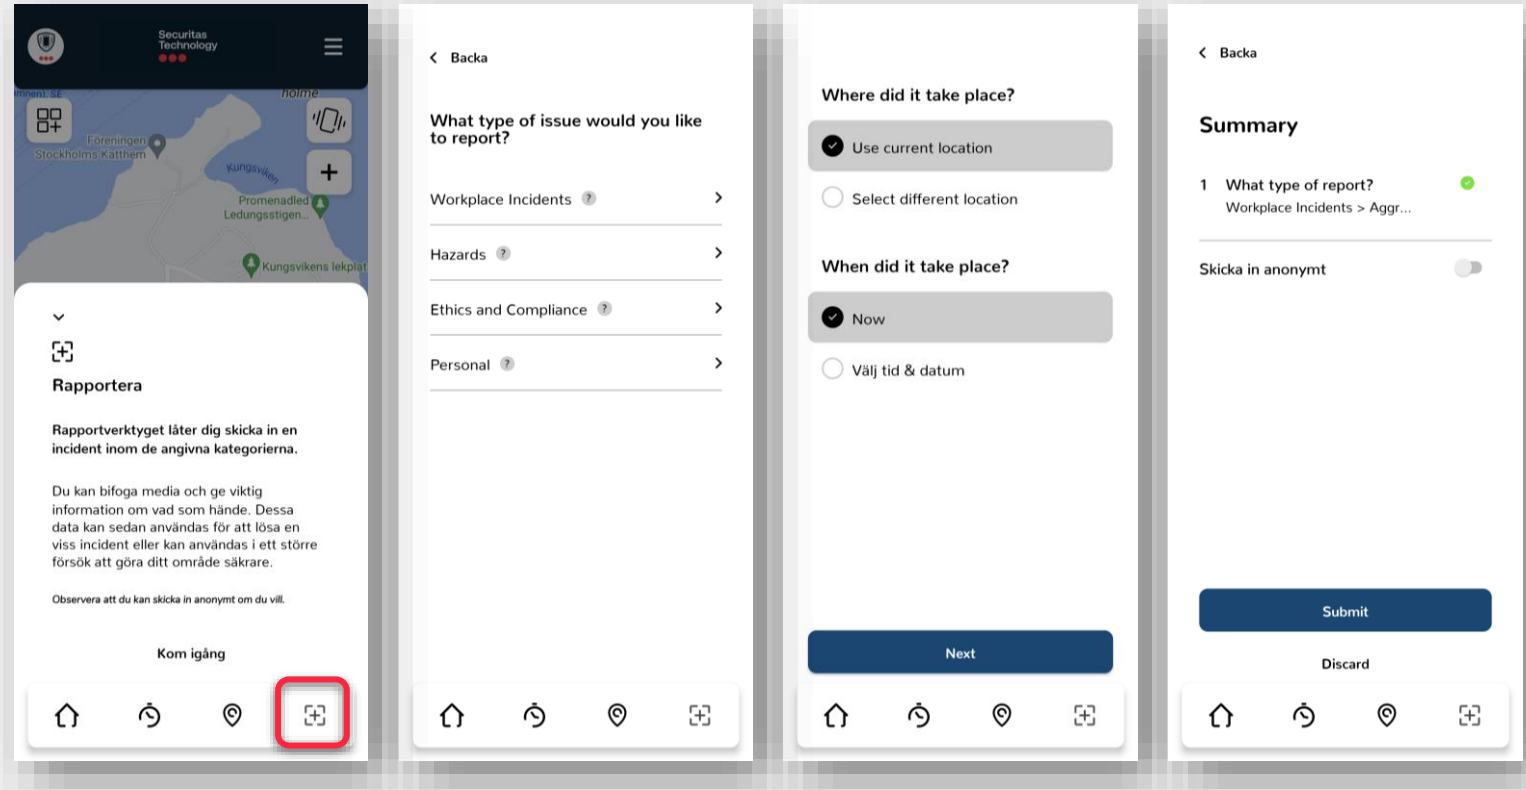 Securitas
Technology
amnen). SE
holme
Föreningen
Stockholms Katthem
Kungsviken
Promenadled
Ledungsstigen...
Kungsvikens lekplat
Rapportera
Rapportverktyget låter dig skicka in en
incident inom de angivna kategorierna.
Du kan bifoga media och ge viktig
information om vad som hände. Dessa
data kan sedan användas för att lösa en
viss incident eller kan användas i ett större
försök att göra ditt område säkrare.
Observera att du kan skicka in anonymt om du vill.
Kom igång
Backa
What type of issue would you like
to report?
Workplace Incidents ?
Hazards ?
Ethics and Compliance ?
Personal ?
Where did it take place?
Use current location
Select different location
When did it take place?
Now
Välj tid & datum
Next
Backa
Summary
1 What type of report?
Workplace Incidents > Aggr...
Skicka in anonymt
Submit
Discard